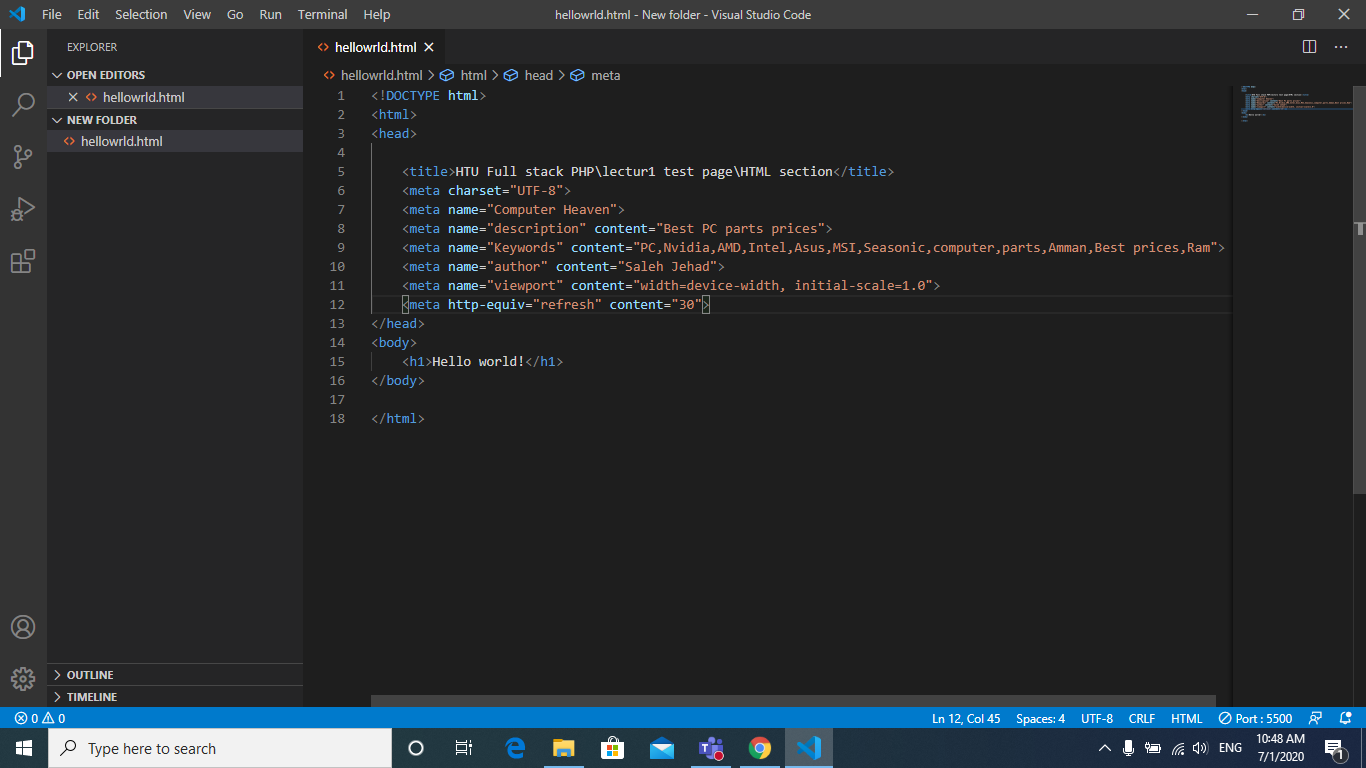 File Edit Selection View Go Run Terminal Help hellowrld.html - New folder - Visual Studio Code
EXPLORER
OPEN EDITORS
hellowrld.html
NEW FOLDER
hellowrld.html
OUTLINE
TIMELINE
hellowrld.html
hellowrld.html > html > head > meta
1 <!DOCTYPE html>
2 <html>
3 <head>
4
5 <title>HTU Full stack PHP\lectur1 test page\HTML section</title>
6 <meta charset="UTF-8">
7 <meta name="Computer Heaven">
8 <meta name="description" content="Best PC parts prices">
9 <meta name="Keywords" content="PC,Nvidia,AMD,Intel,Asus,MSI,Seasonic,computer,parts,Amman,Best prices,Ram">
10 <meta name="author" content="Saleh Jehad">
11 <meta name="viewport" content="width=device-width, initial-scale=1.0">
12 <meta http-equiv="refresh" content="30">
13 </head>
14 <body>
15 <h1>Hello world!</h1>
16 </body>
17
18 </html>
0 0 Ln 12, Col 45 Spaces: 4 UTF-8 CRLF HTML Port : 5500
Type here to search
ENG
10:48 AM
7/1/2020
1